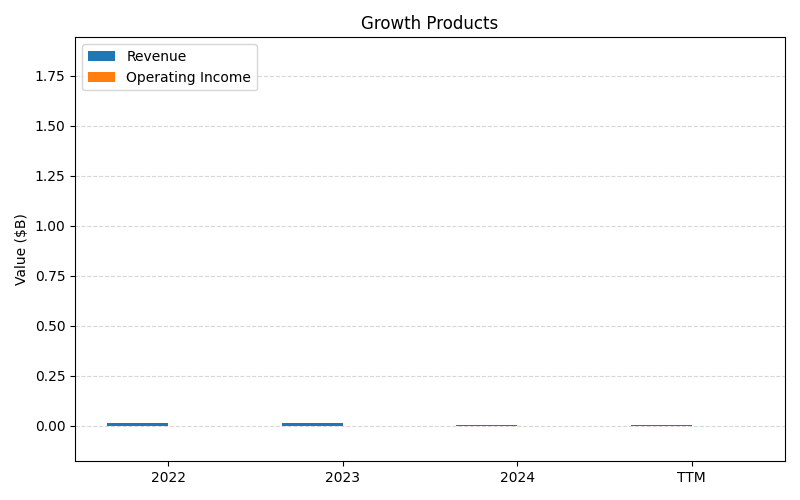 Growth Products
Revenue
Operating Income
Value ($B)
1.75
1.50
1.25
1.00
0.75
0.50
0.25
0.00
2022
2023
2024
TTM